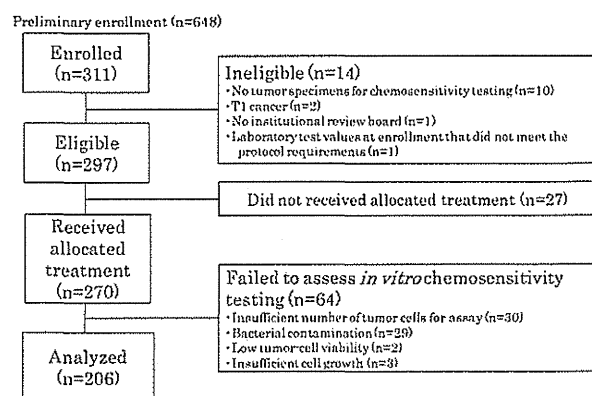 Preliminary enrollment (n=648)
Enrolled
(n=311)
Ineligible (n=14)
・No tumor specimens for chemosensitivity testing (n=10)
・T1 cancer (n=2)
・No institutional review board (n=1)
・Laboratory test values at enrollment that did not meet the
protocol requirements (n=1)
Eligible
(n=297)
Did not received allocated treatment (n=27)
Received
allocated
treatment
(n=270)
Failed to assess in vitro chemosensitivity
testing (n=64)
・Insufficient number of tumor cells for assay (n=30)
・Bacterial contamination (n=29)
・Low tumor-cell viability (n=2)
・Insufficient cell growth (n=3)
Analyzed
(n=206)